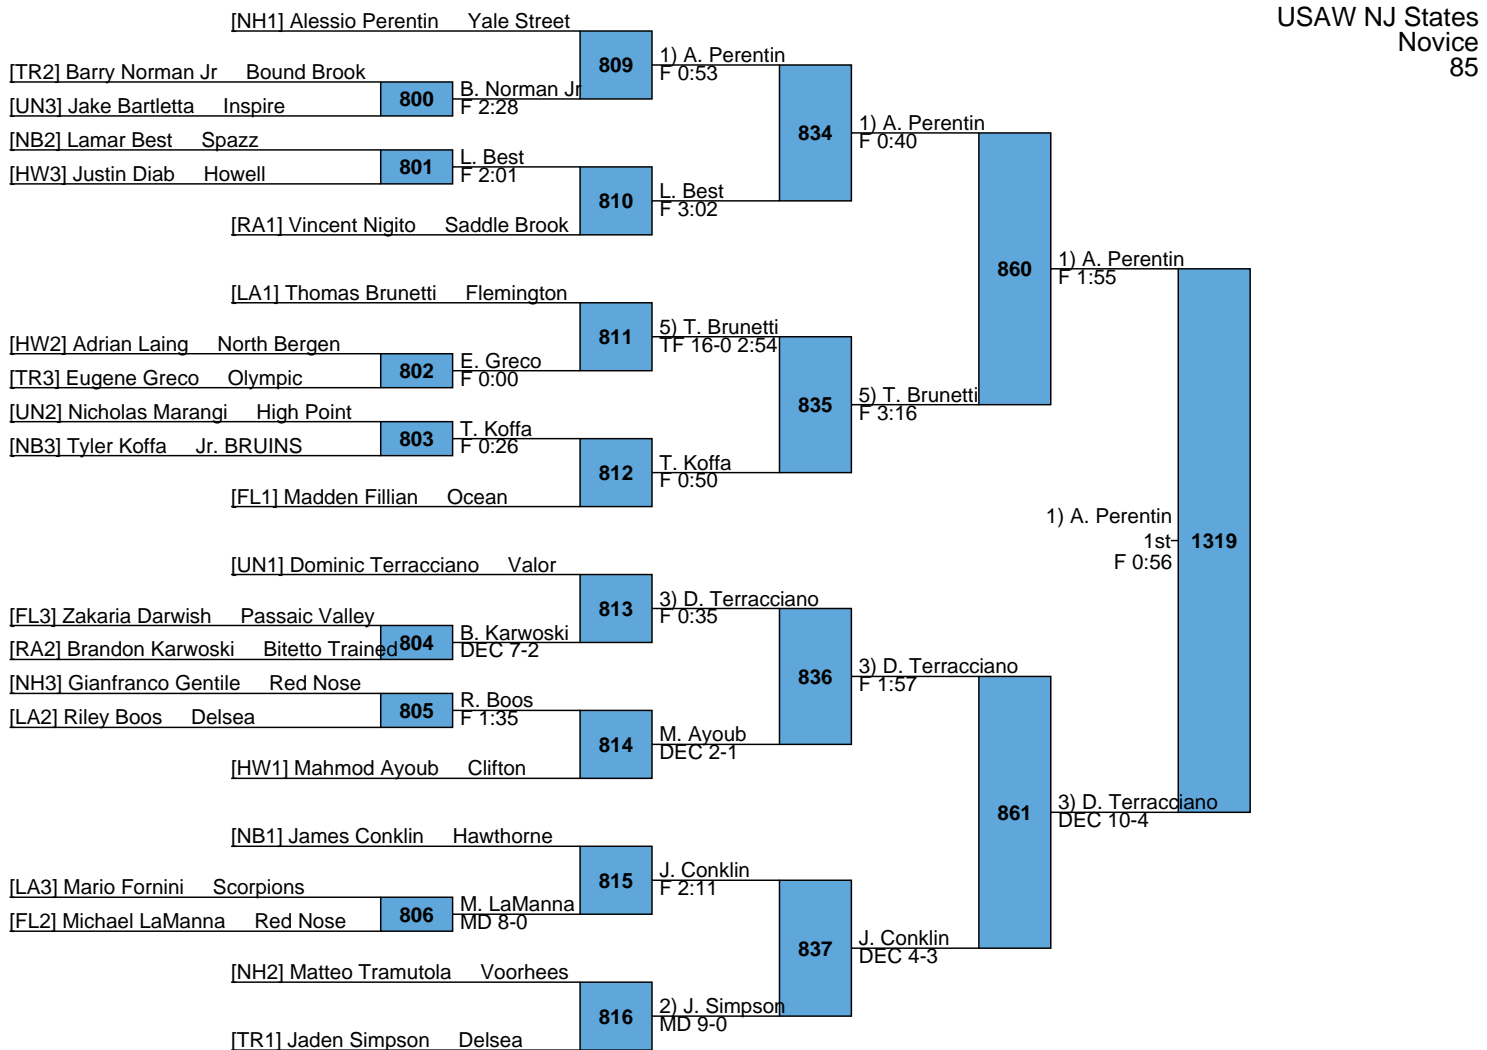 USAW NJ States
Novice
85
[NH1] Alessio Perentin Yale Street
809
1) A. Perentin
F 0:53
[TR2] Barry Norman Jr Bound Brook
800
B. Norman Jr
F 2:28
[UN3] Jake Bartletta Inspire
834
1) A. Perentin
F 0:40
[NB2] Lamar Best Spazz
801
L. Best
F 2:01
[HW3] Justin Diab Howell
810
L. Best
F 3:02
[RA1] Vincent Nigito Saddle Brook
860
1) A. Perentin
F 1:55
[LA1] Thomas Brunetti Flemington
811
5) T. Brunetti
TF 16-0 2:54
[HW2] Adrian Laing North Bergen
802
E. Greco
F 0:00
[TR3] Eugene Greco Olympic
835
5) T. Brunetti
F 3:16
[UN2] Nicholas Marangi High Point
803
T. Koffa
F 0:26
[NB3] Tyler Koffa Jr. BRUINS
812
T. Koffa
F 0:50
[FL1] Madden Fillian Ocean
1) A. Perentin
1st
F 0:56
1319
[UN1] Dominic Terracciano Valor
813
3) D. Terracciano
F 0:35
[FL3] Zakaria Darwish Passaic Valley
804
B. Karwoski
DEC 7-2
[RA2] Brandon Karwoski Bitetto Trained
836
3) D. Terracciano
F 1:57
[NH3] Gianfranco Gentile Red Nose
805
R. Boos
F 1:35
[LA2] Riley Boos Delsea
814
M. Ayoub
DEC 2-1
[HW1] Mahmod Ayoub Clifton
861
3) D. Terracciano
DEC 10-4
[NB1] James Conklin Hawthorne
815
J. Conklin
F 2:11
[LA3] Mario Fornini Scorpions
806
M. LaManna
MD 8-0
[FL2] Michael LaManna Red Nose
837
J. Conklin
DEC 4-3
[NH2] Matteo Tramutola Voorhees
816
2) J. Simpson
MD 9-0
[TR1] Jaden Simpson Delsea